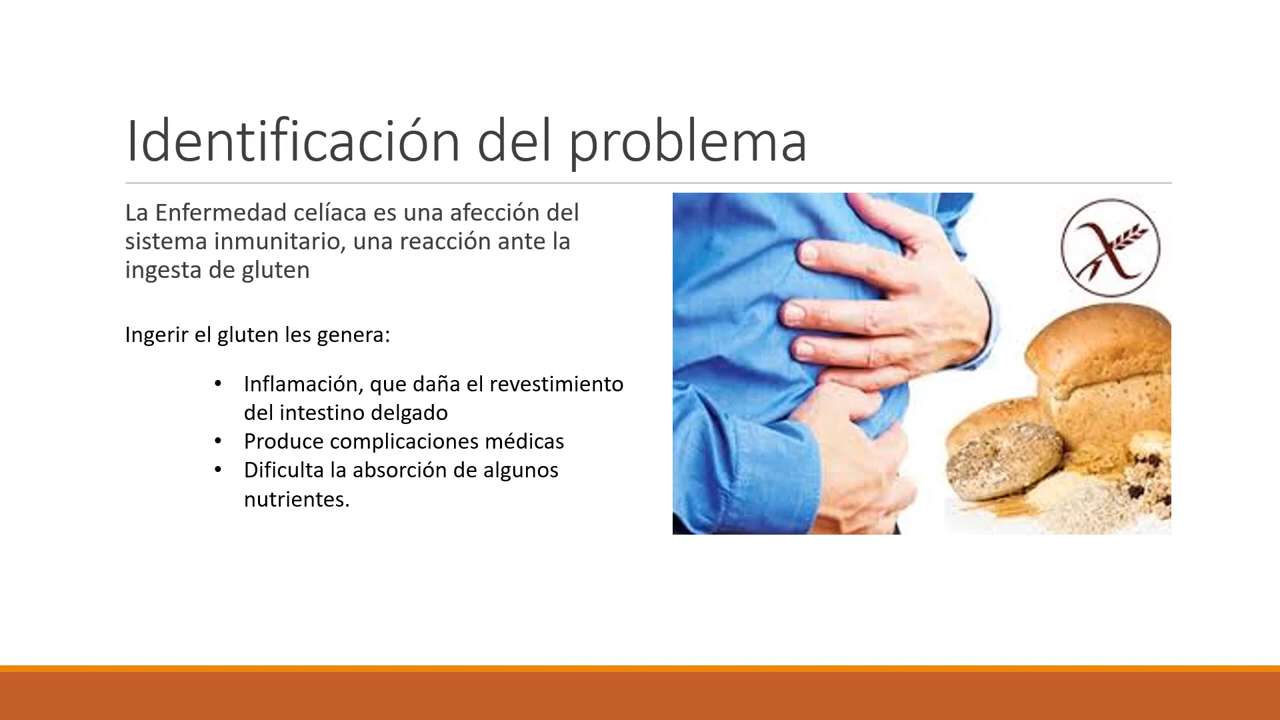 Identificación del problema
La Enfermedad celíaca es una afección del
sistema inmunitario, una reacción ante la
ingesta de gluten
Ingerir el gluten les genera:
• Inflamación, que daña el revestimiento
del intestino delgado
• Produce complicaciones médicas
• Dificulta la absorción de algunos
nutrientes.